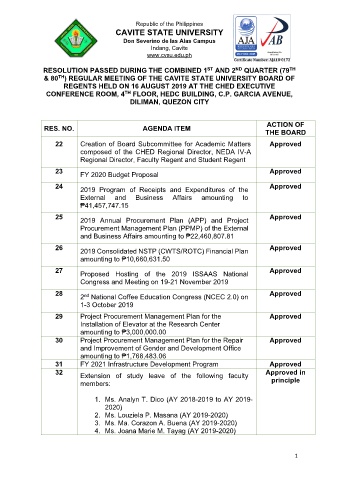 Republic of the Philippines
CAVITE STATE UNIVERSITY
Don Severino de las Alas Campus
Indang, Cavite
www.cvsu.edu.ph
AJA
AB
Certificate Number: AJA19-0173
RESOLUTION PASSED DURING THE COMBINED 1ST AND 2ND QUARTER (79TH
& 80TH) REGULAR MEETING OF THE CAVITE STATE UNIVERSITY BOARD OF
REGENTS HELD ON 16 AUGUST 2019 AT THE CHED EXECUTIVE
CONFERENCE ROOM, 4TH FLOOR, HEDC BUILDING, C.P. GARCIA AVENUE,
DILIMAN, QUEZON CITY
RES. NO. AGENDA ITEM ACTION OF
THE BOARD
22 Creation of Board Subcommittee for Academic Matters Approved
composed of the CHED Regional Director, NEDA IV-A
Regional Director, Faculty Regent and Student Regent
23 FY 2020 Budget Proposal Approved
24 2019 Program of Receipts and Expenditures of the Approved
External and Business Affairs amounting to
₱41,457,747.15
25 2019 Annual Procurement Plan (APP) and Project Approved
Procurement Management Plan (PPMP) of the External
and Business Affairs amounting to ₱22,460,807.81
26 2019 Consolidated NSTP (CWTS/ROTC) Financial Plan Approved
amounting to ₱10,660,631.50
27 Proposed Hosting of the 2019 ISSAAS National Approved
Congress and Meeting on 19-21 November 2019
28 2nd National Coffee Education Congress (NCEC 2.0) on Approved
1-3 October 2019
29 Project Procurement Management Plan for the Approved
Installation of Elevator at the Research Center
amounting to ₱3,000,000.00
30 Project Procurement Management Plan for the Repair Approved
and Improvement of Gender and Development Office
amounting to ₱1,766,483.06
31 FY 2021 Infrastructure Development Program Approved
32 Extension of study leave of the following faculty Approved in
members: principle
1. Ms. Analyn T. Dico (AY 2018-2019 to AY 2019-
2020)
2. Ms. Louziela P. Masana (AY 2019-2020)
3. Ms. Ma. Corazon A. Buena (AY 2019-2020)
4. Ms. Joana Marie M. Tayag (AY 2019-2020)
1